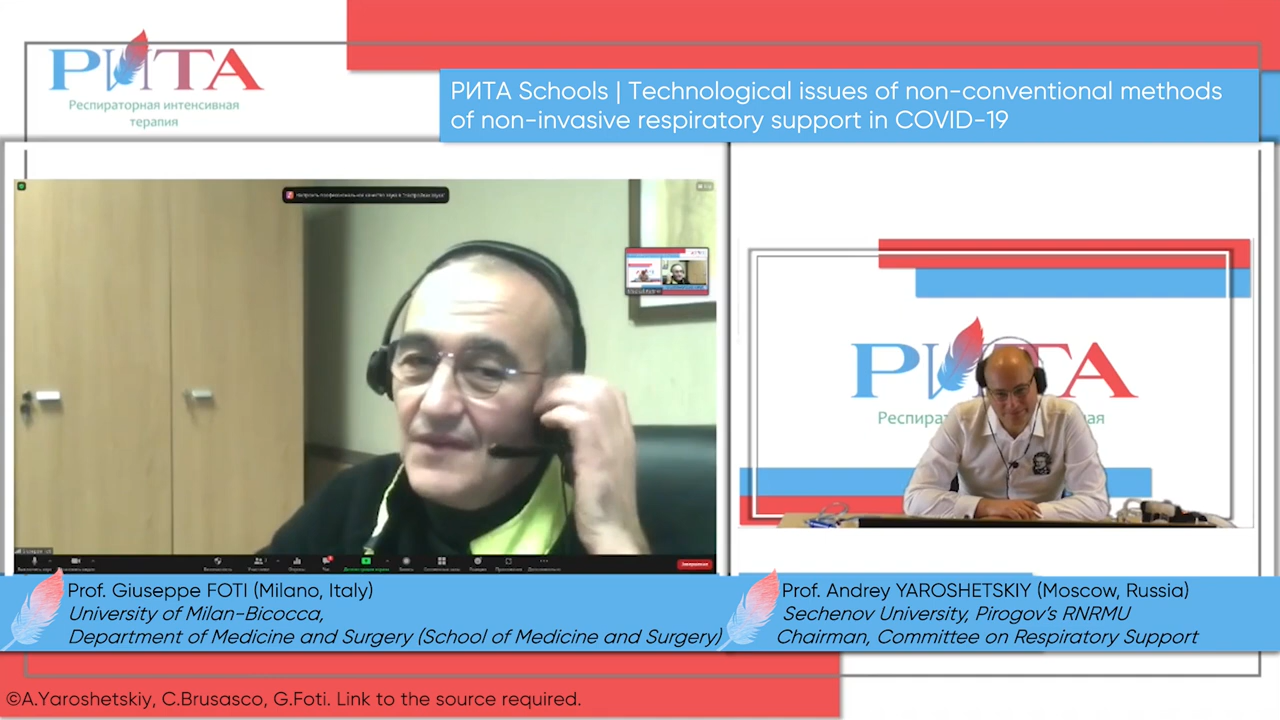 РИТА
Респираторная интенсивная
терапия
РИТА Schools | Technological issues of non-conventional methods
of non-invasive respiratory support in COVID-19
РИТА
Prof. Giuseppe FOTI (Milano, Italy)
University of Milan-Bicocca,
Department of Medicine and Surgery (School of Medicine and Surgery)
Prof. Andrey YAROSHETSKIY (Moscow, Russia)
Sechenov University, Pirogov's RNRMU
Chairman, Committee on Respiratory Support
©A.Yaroshetskiy, C.Brusasco, G.Foti. Link to the source required.